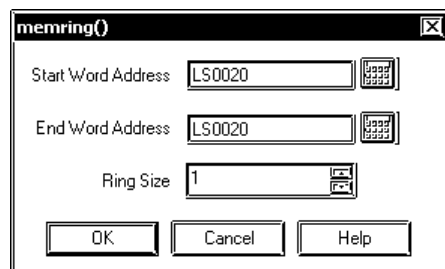 memring()
Start Word Address LS0020
End Word Address LS0020
Ring Size 1
OK Cancel Help